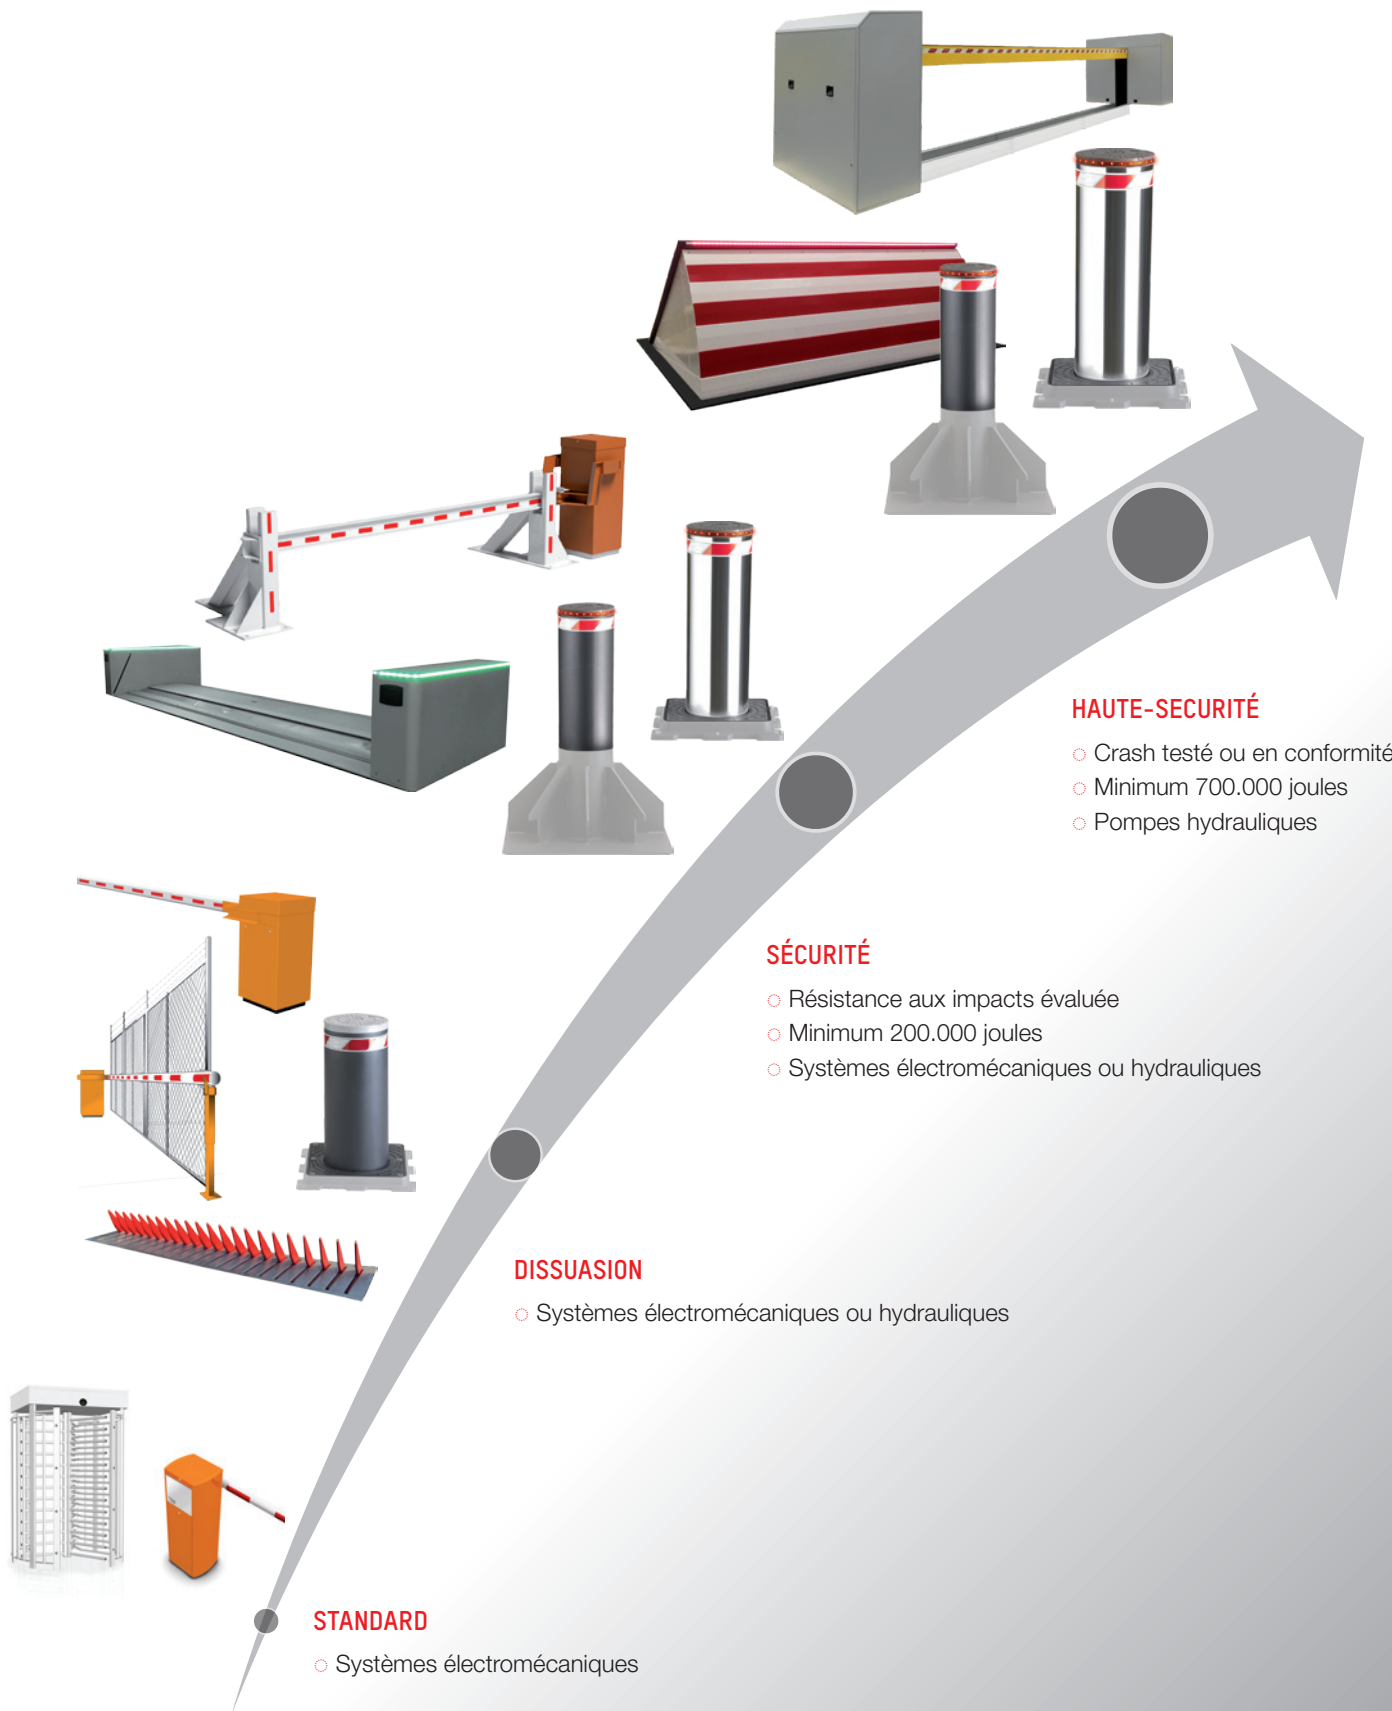 HAUTE-SECURITÉ
Crash testé ou en conformité
Minimum 700.000 joules
Pompes hydrauliques
SÉCURITÉ
Résistance aux impacts évaluée
Minimum 200.000 joules
Systèmes électromécaniques ou hydrauliques
DISSUASION
Systèmes électromécaniques ou hydrauliques
STANDARD
Systèmes électromécaniques